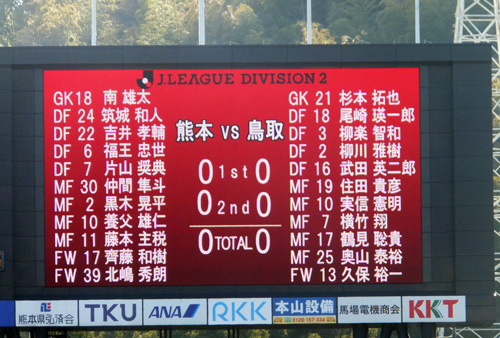 J.LEAGUE DIVISION 2
熊本 vs 鳥取
GK 18 南 雄太
DF 24 筑城 和人
DF 22 吉井 孝輔
DF 6 福王 忠世
DF 7 片山 奨典
MF 30 仲間 隼斗
MF 2 黒木 晃平
MF 10 養父 雄仁
MF 11 藤本 主税
FW 17 齊藤 和樹
FW 39 北嶋 秀朗
0 1st 0
0 2nd 0
0 TOTAL 0
GK 21 杉本 拓也
DF 18 尾崎 瑛一郎
DF 3 柳楽 智和
DF 2 柳川 雅樹
DF 16 武田 英二郎
MF 19 住田 貴彦
MF 10 実信 憲明
MF 7 横竹 翔
MF 17 鶴見 聡貴
MF 25 奥山 泰裕
FW 13 久保 裕一
熊本県弘済会 TKU ANA RKK 本山設備 馬場電機商会 KKT